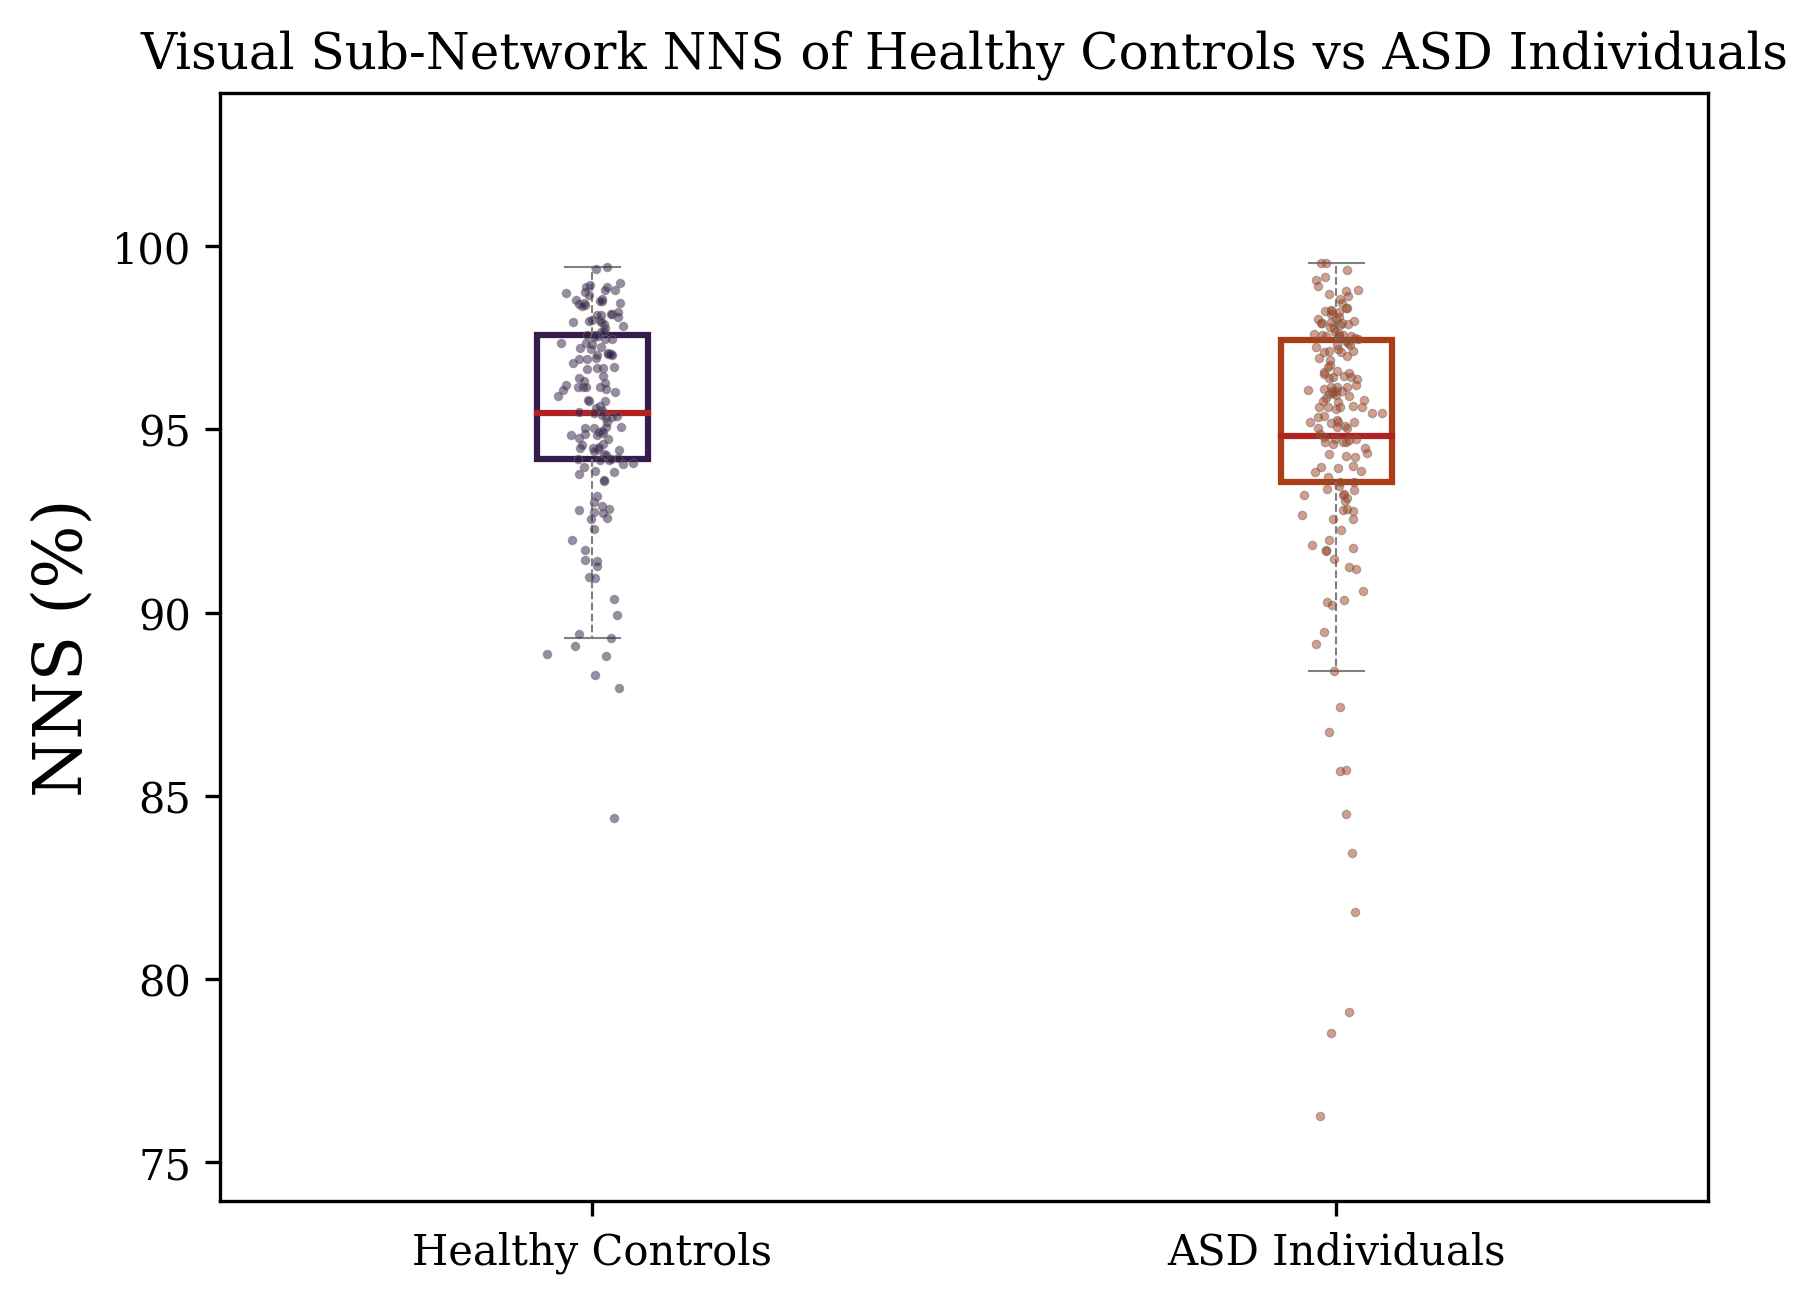 Visual Sub-Network NNS of Healthy Controls vs ASD Individuals
NNS (%)
100
95
90
85
80
75
Healthy Controls
ASD Individuals